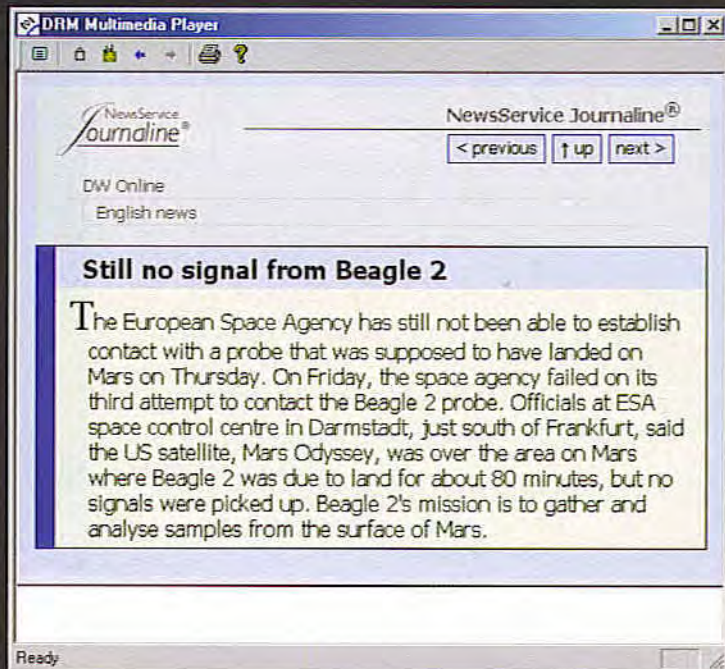 DRM Multimedia Player
NewsService
Journaline®
NewsService Journaline®
< previous
↑ up
next >
DW Online
English news
Still no signal from Beagle 2
The European Space Agency has still not been able to establish
contact with a probe that was supposed to have landed on
Mars on Thursday. On Friday, the space agency failed on its
third attempt to contact the Beagle 2 probe. Officials at ESA
space control centre in Darmstadt, just south of Frankfurt, said
the US satellite, Mars Odyssey, was over the area on Mars
where Beagle 2 was due to land for about 80 minutes, but no
signals were picked up. Beagle 2's mission is to gather and
analyse samples from the surface of Mars.
Ready